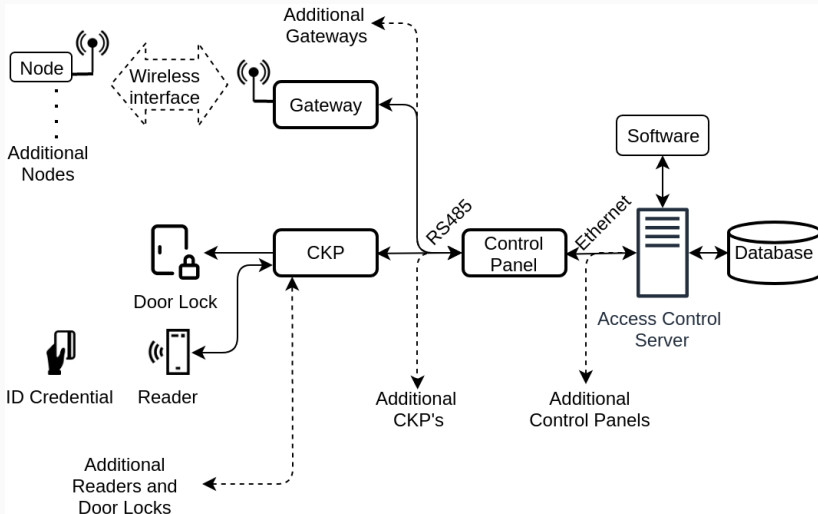 Additional
Gateways
Node
Wireless
interface
Gateway
Additional
Nodes
Software
RS485
Ethernet
CKP
Control
Panel
Database
Door Lock
Access Control
Server
ID Credential
Reader
Additional
CKP's
Additional
Control Panels
Additional
Readers and
Door Locks